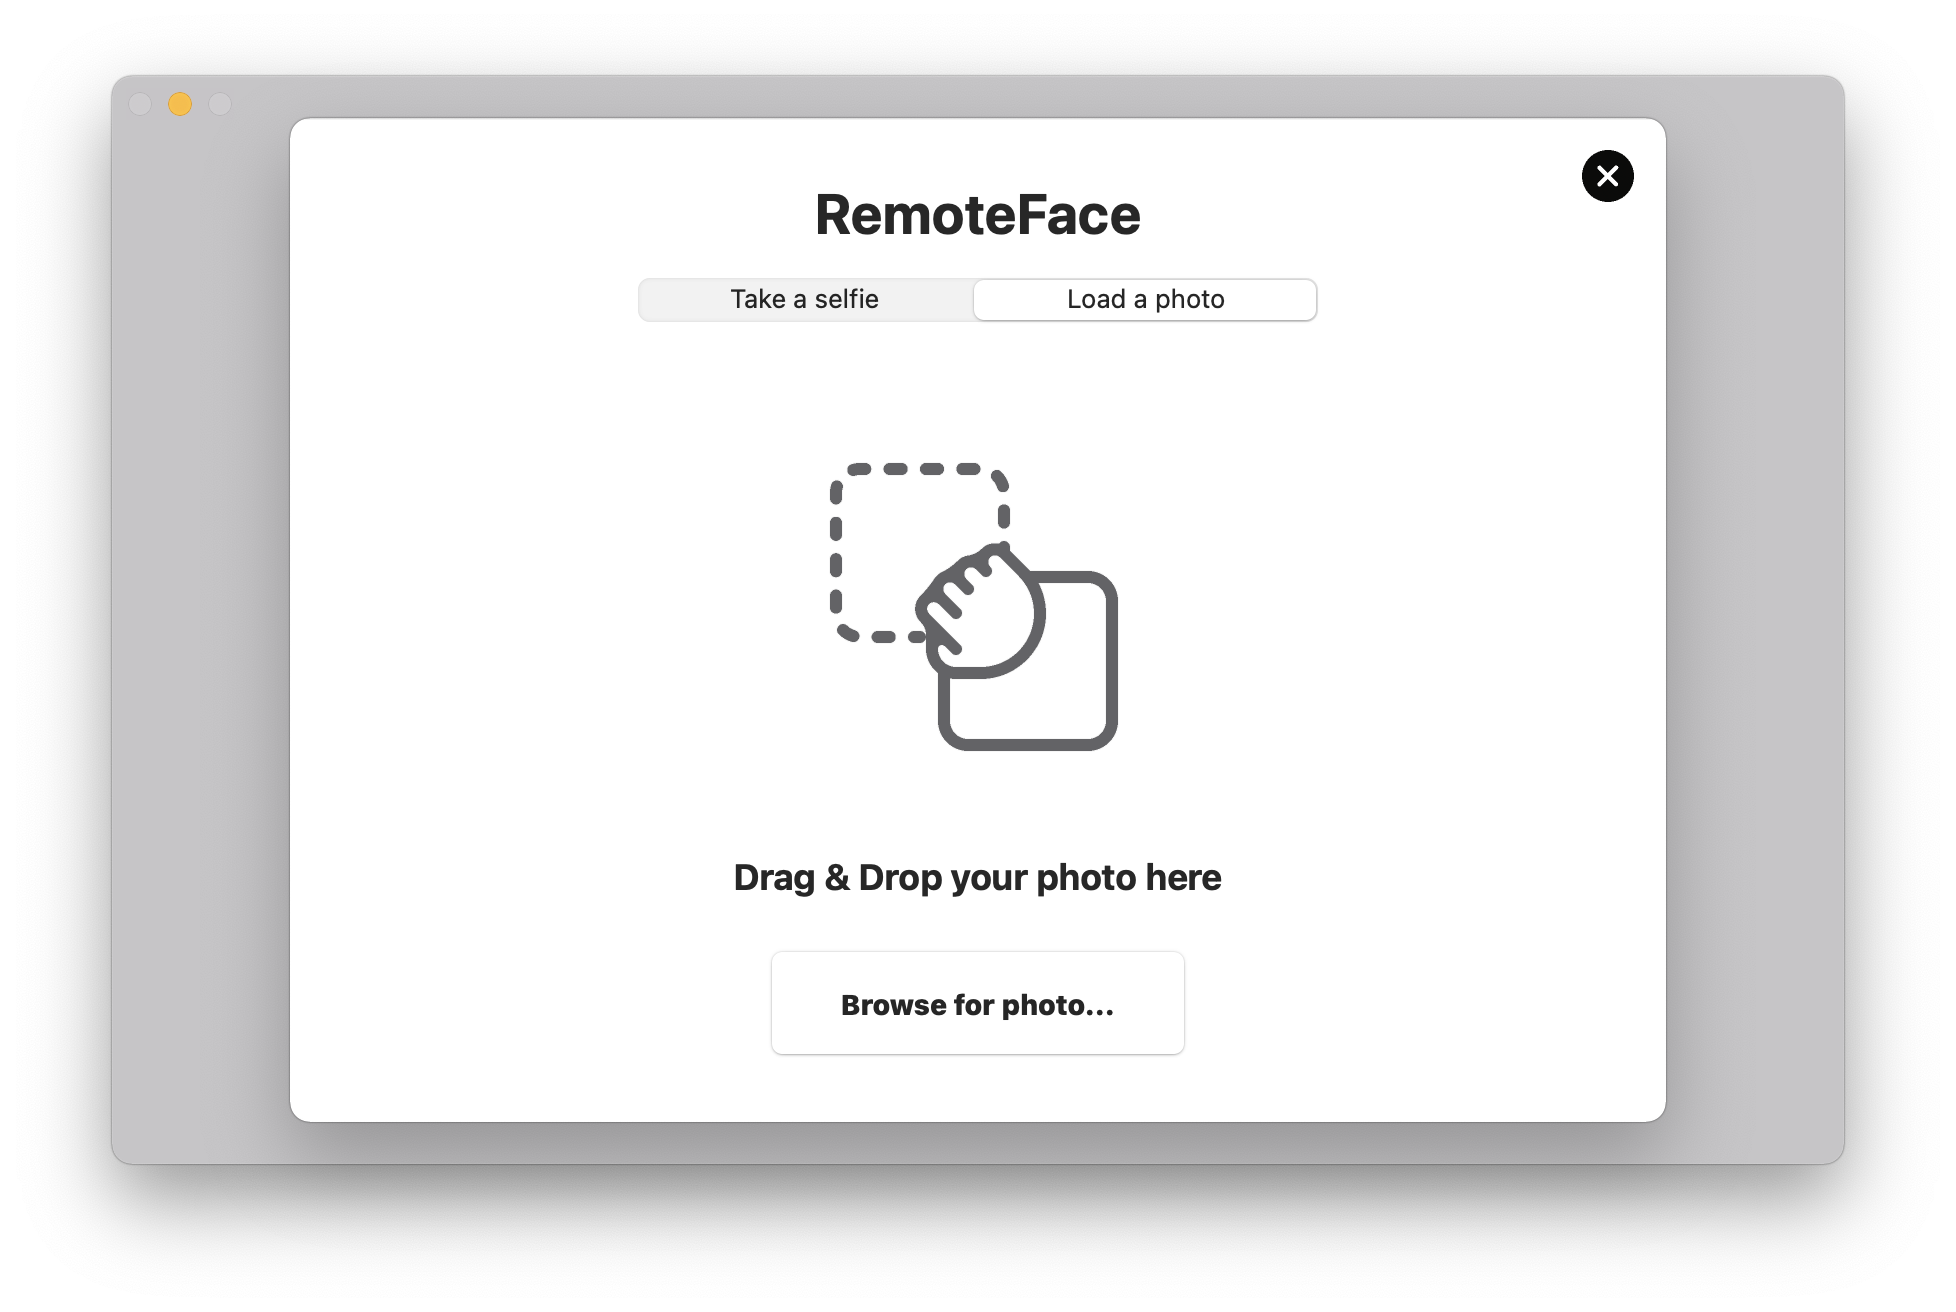 RemoteFace
Take a selfie
Load a photo
Drag & Drop your photo here
Browse for photo...